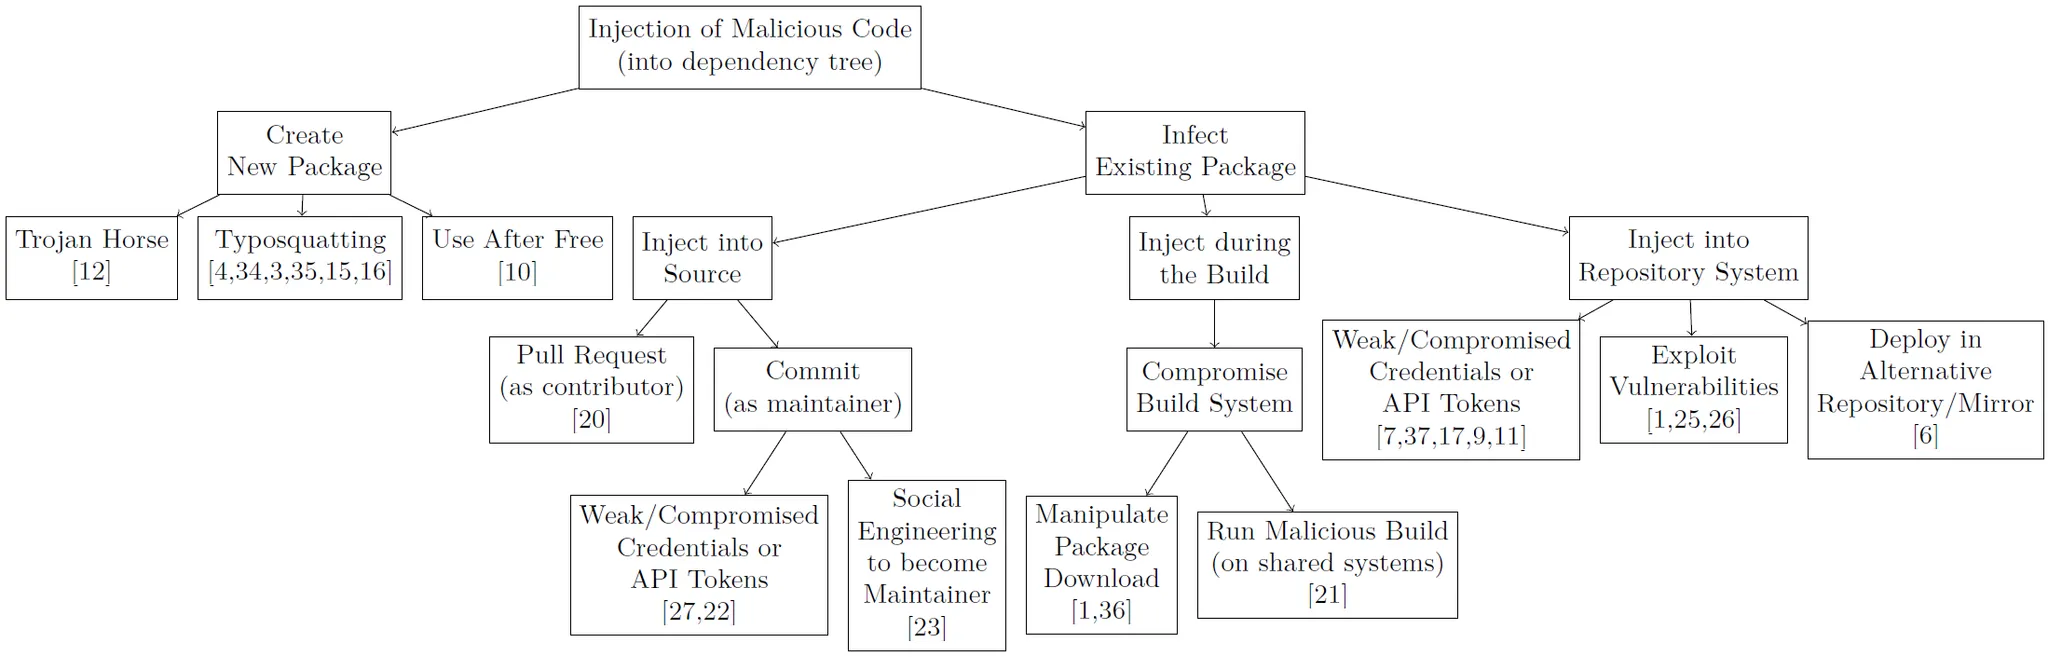 Injection of Malicious Code
(into dependency tree)
Create
New Package
Infect
Existing Package
Trojan Horse
[12]
Typosquatting
[4,34,3,35,15,16]
Use After Free
[10]
Inject into
Source
Inject during
the Build
Inject into
Repository System
Pull Request
(as contributor)
[20]
Commit
(as maintainer)
Compromise
Build System
Weak/Compromised
Credentials or
API Tokens
[7,37,17,9,11]
Exploit
Vulnerabilities
[1,25,26]
Deploy in
Alternative
Repository/Mirror
[6]
Weak/Compromised
Credentials or
API Tokens
[27,22]
Social
Engineering
to become
Maintainer
[23]
Manipulate
Package
Download
[1,36]
Run Malicious Build
(on shared systems)
[21]